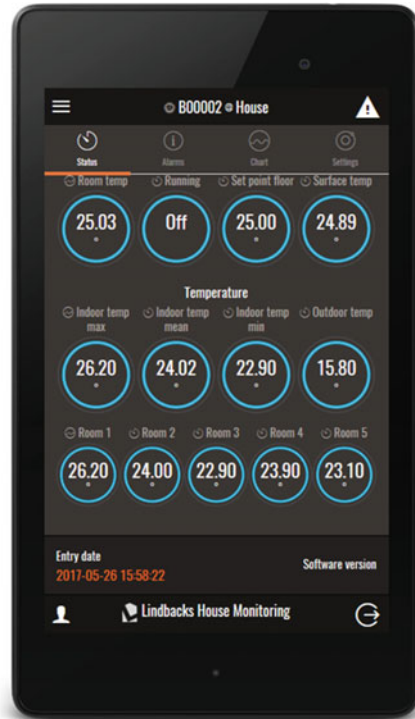 B00002 House
Status Alarms Chart Settings
Room temp Running Set point floor Surface temp
25.03 Off 25.00 24.89
Temperature
Indoor temp max Indoor temp mean Indoor temp min Outdoor temp
26.20 24.02 22.90 15.80
Room 1 Room 2 Room 3 Room 4 Room 5
26.20 24.00 22.90 23.90 23.10
Entry date Software version
2017-05-26 15:58:22
Lindbacks House Monitoring